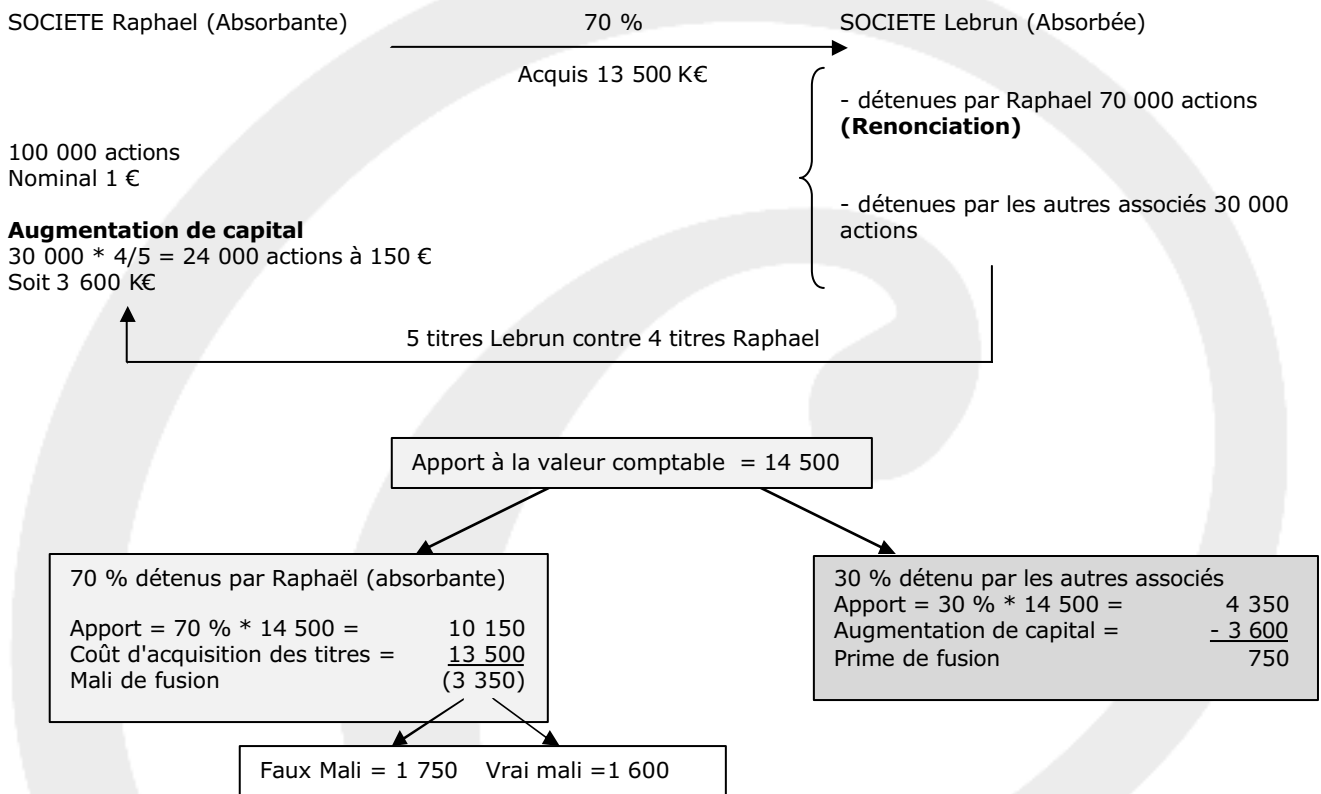 SOCIETE Raphael (Absorbante) 70 % SOCIETE Lebrun (Absorbée)
Acquis 13 500 K€
- détenues par Raphael 70 000 actions
(Renonciation)
100 000 actions
Nominal 1 €
- détenues par les autres associés 30 000
actions
Augmentation de capital
30 000 * 4/5 = 24 000 actions à 150 €
Soit 3 600 K€
5 titres Lebrun contre 4 titres Raphael
Apport à la valeur comptable = 14 500
70 % détenus par Raphaël (absorbante)
Apport = 70 % * 14 500 = 10 150
Coût d'acquisition des titres = 13 500
Mali de fusion (3 350)
30 % détenu par les autres associés
Apport = 30 % * 14 500 = 4 350
Augmentation de capital = - 3 600
Prime de fusion 750
Faux Mali = 1 750 Vrai mali =1 600